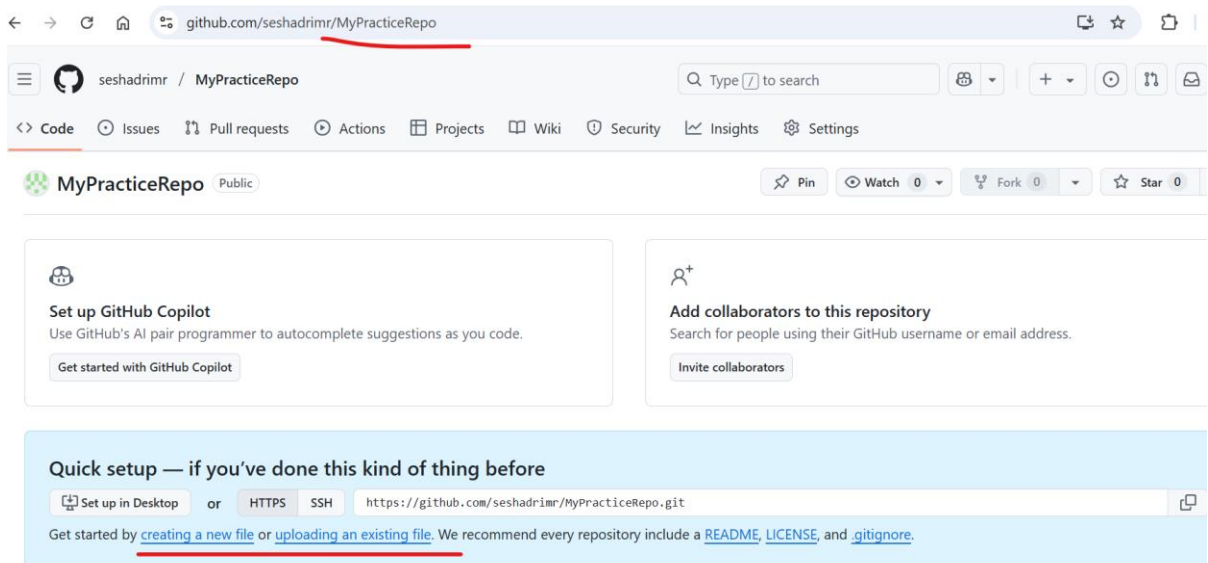 github.com/seshadrimr/MyPracticeRepo
seshadrimr / MyPracticeRepo
Type / to search
Code Issues Pull requests Actions Projects Wiki Security Insights Settings
MyPracticeRepo Public
Pin Watch 0 Fork 0 Star 0
Set up GitHub Copilot
Use GitHub's AI pair programmer to autocomplete suggestions as you code.
Get started with GitHub Copilot
Add collaborators to this repository
Search for people using their GitHub username or email address.
Invite collaborators
Quick setup — if you've done this kind of thing before
Set up in Desktop or HTTPS SSH https://github.com/seshadrimr/MyPracticeRepo.git
Get started by creating a new file or uploading an existing file. We recommend every repository include a README, LICENSE, and .gitignore.